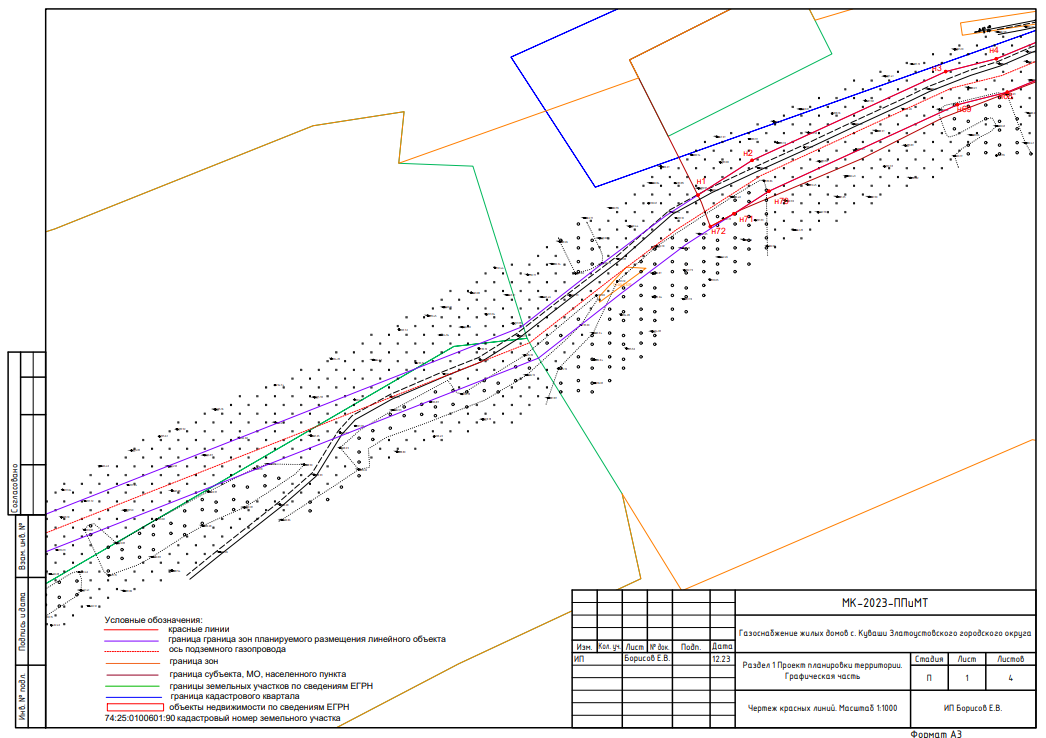 н4
н3
н2
н1
н69
н70
н71
н72
Согласовано
Взам. инв. №
Подпись и дата
Инв. № подл.
Условные обозначения:
красные линии
граница граница зон планируемого размещения линейного объекта
ось подземного газопровода
граница зон
граница субъекта, МО, населенного пункта
границы земельных участков по сведениям ЕГРН
граница кадастрового квартала
объекты недвижимости по сведениям ЕГРН
74:25:0100601:90 кадастровый номер земельного участка
МК-2023-ППиМТ
Газоснабжение жилых домов с. Куваши Златоустовского городского округа
Изм. Кол. уч. Лист № док. Подп. Дата
ИП Борисов Е.В. 12.23
Раздел 1 Проект планировки территории. Графическая часть
Стадия Лист Листов
П 1 4
Чертеж красных линий. Масштаб 1:1000
ИП Борисов Е.В.
Формат А3